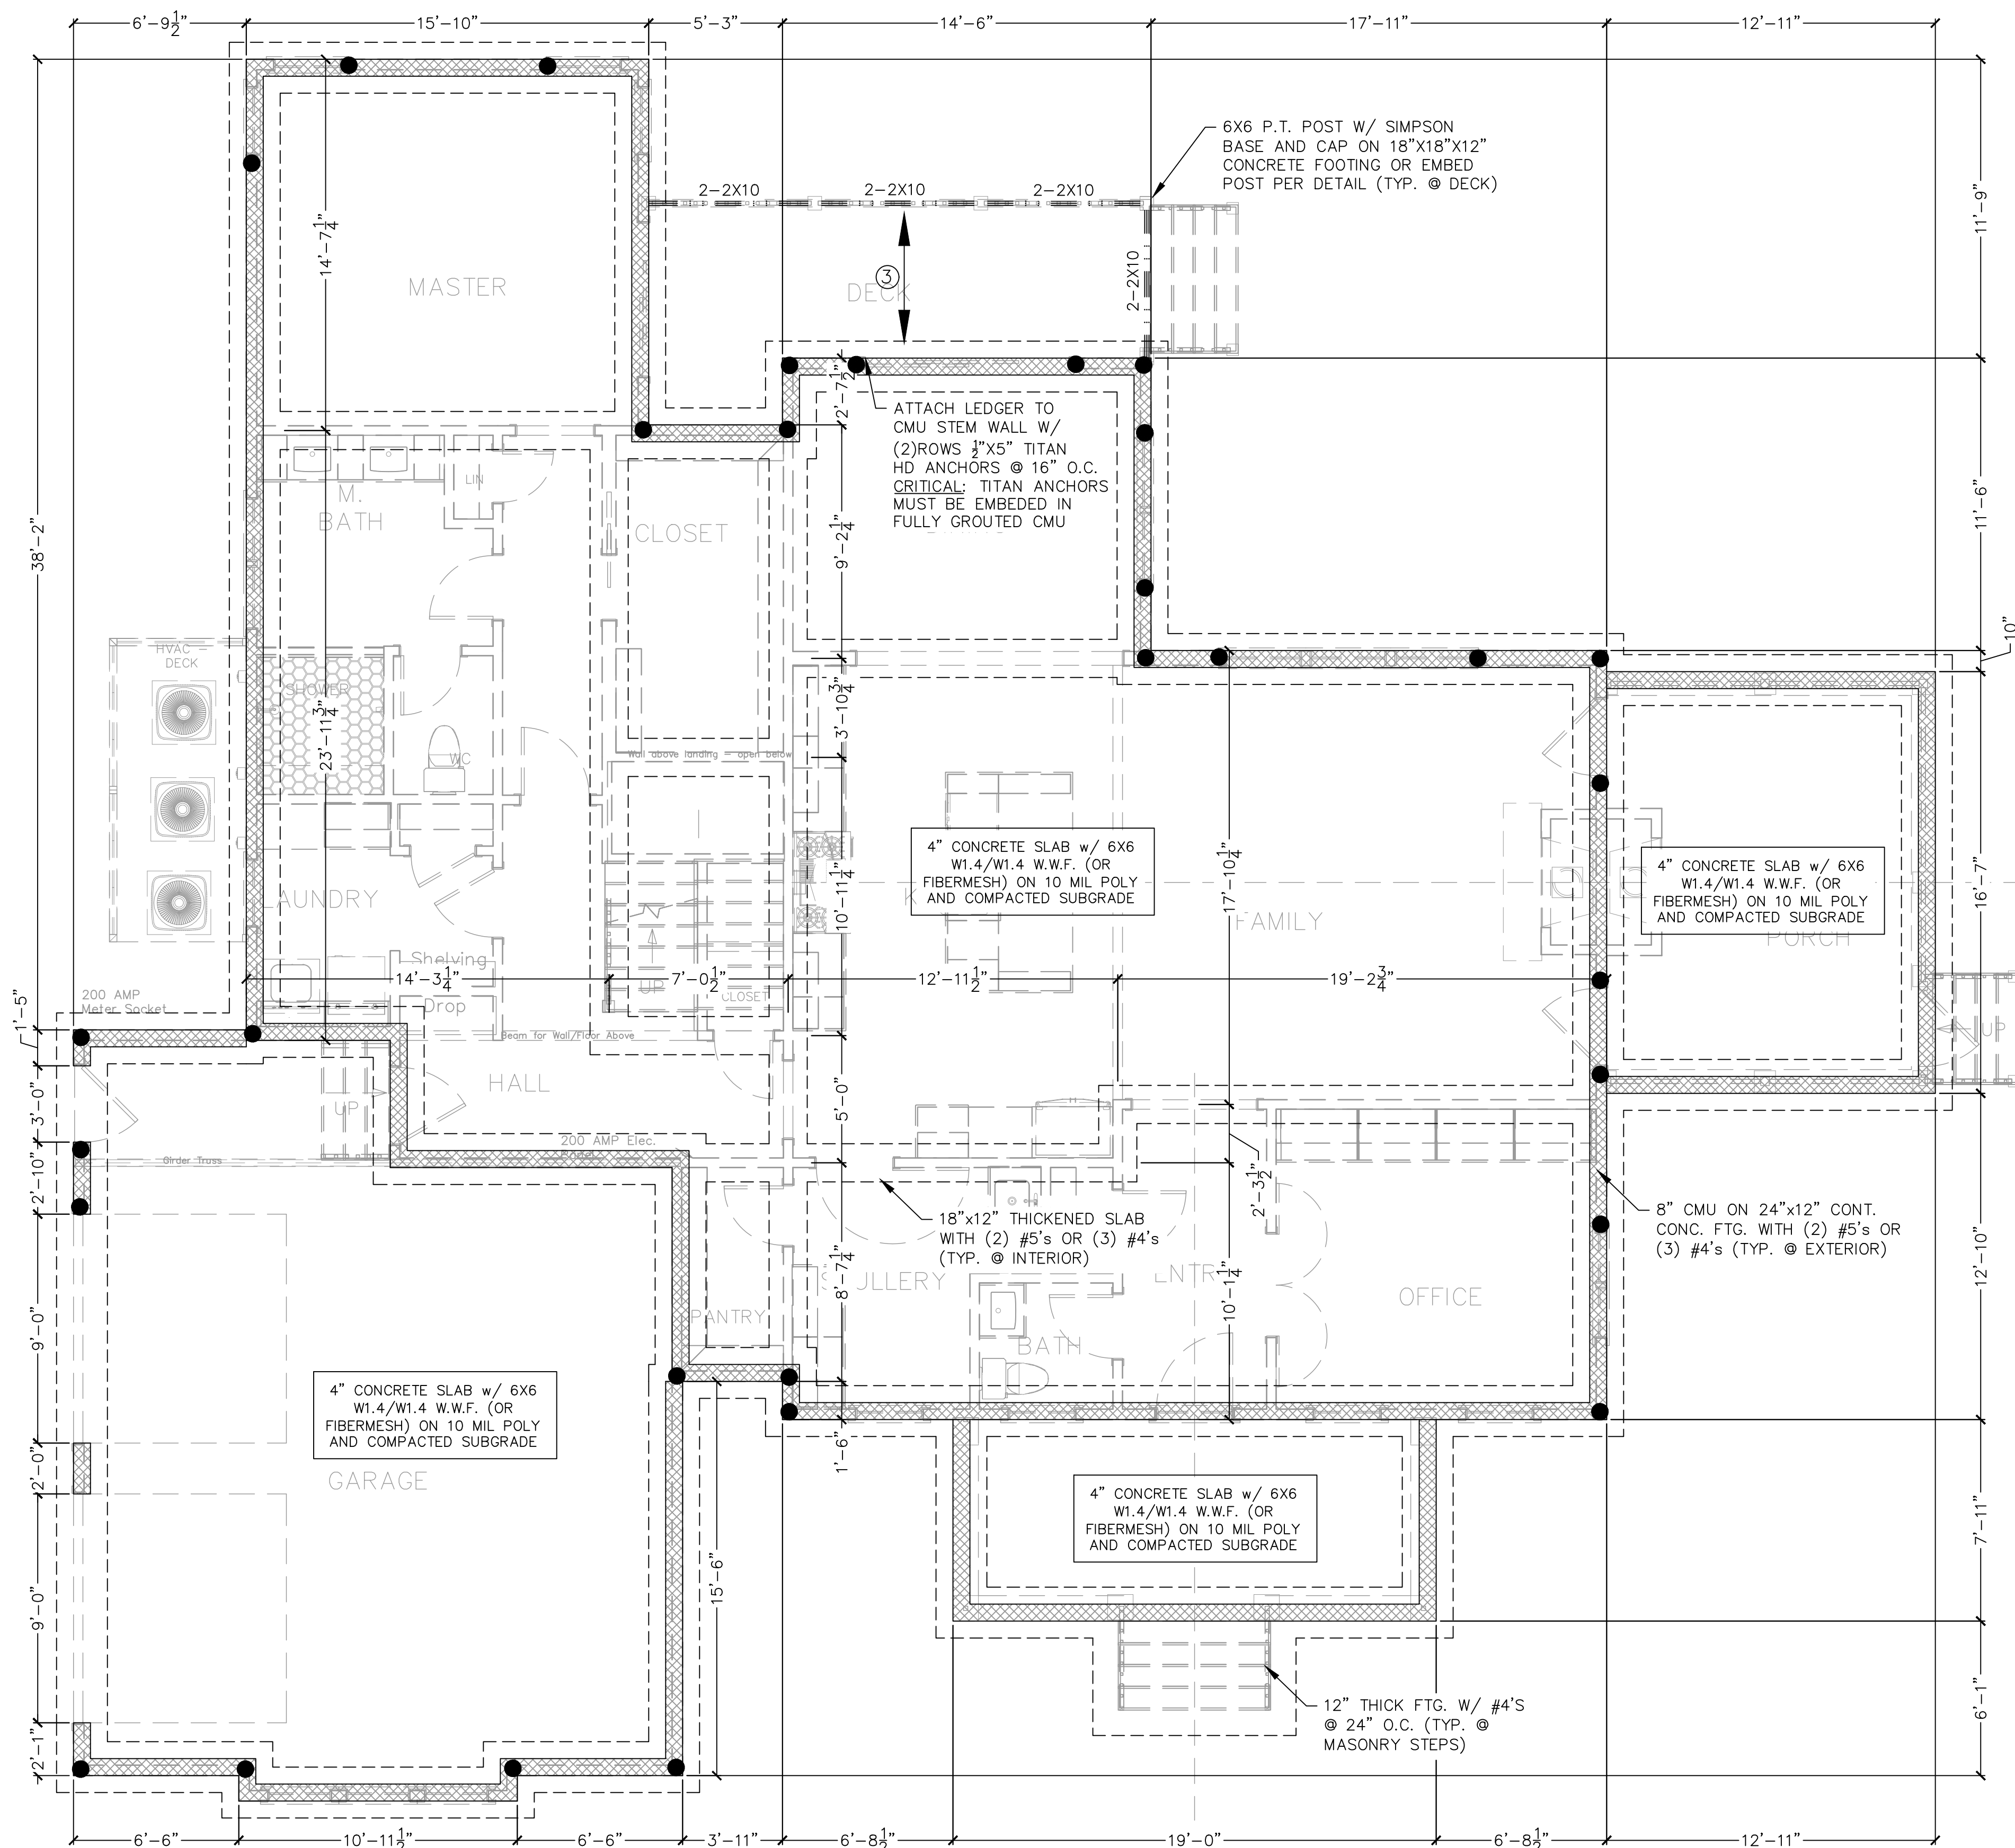 6'-9 1/2"
15'-10"
5'-3"
14'-6"
17'-11"
12'-11"
6X6 P.T. POST W/ SIMPSON
BASE AND CAP ON 18"X18"X12"
CONCRETE FOOTING OR EMBED
POST PER DETAIL (TYP. @ DECK)
2-2X10
2-2X10
2-2X10
2-2X10
11'-9"
14'-7 1/4"
MASTER
3
DECK
2'-7 1/2"
ATTACH LEDGER TO
CMU STEM WALL W/
(2)ROWS 1/2"X5" TITAN
HD ANCHORS @ 16" O.C.
CRITICAL: TITAN ANCHORS
MUST BE EMBEDED IN
FULLY GROUTED CMU
LIN
M.
BATH
CLOSET
38'-2"
9'-2 1/4"
11'-6"
10"
HVAC -
DECK
SHOWER
23'-11 3/4"
3'-10 3/4"
WC
Wall above landing - open below
4" CONCRETE SLAB w/ 6X6
W1.4/W1.4 W.W.F. (OR
FIBERMESH) ON 10 MIL POLY
AND COMPACTED SUBGRADE
4" CONCRETE SLAB w/ 6X6
W1.4/W1.4 W.W.F. (OR
FIBERMESH) ON 10 MIL POLY
AND COMPACTED SUBGRADE
17'-10 1/4"
10'-11 1/4"
16'-7"
K
LAUNDRY
FAMILY
PORCH
Shelving
14'-3 1/4"
7'-0 1/2"
12'-11 1/2"
19'-2 3/4"
UP
CLOSET
200 AMP
Meter Socket
Drop
1'-5"
Beam for Wall/Floor Above
UP
HALL
UP
3'-0"
5'-0"
200 AMP Elec.
Panel
Girder Truss
2'-10"
2'-3 1/2"
18"x12" THICKENED SLAB
WITH (2) #5's OR (3) #4's
(TYP. @ INTERIOR)
8" CMU ON 24"x12" CONT.
CONC. FTG. WITH (2) #5's OR
(3) #4's (TYP. @ EXTERIOR)
12'-10"
8'-7 1/4"
SCULLERY
ENTRY
10'-1 1/4"
OFFICE
PANTRY
BATH
9'-0"
4" CONCRETE SLAB w/ 6X6
W1.4/W1.4 W.W.F. (OR
FIBERMESH) ON 10 MIL POLY
AND COMPACTED SUBGRADE
1'-6"
2'-0"
GARAGE
4" CONCRETE SLAB w/ 6X6
W1.4/W1.4 W.W.F. (OR
FIBERMESH) ON 10 MIL POLY
AND COMPACTED SUBGRADE
7'-11"
15'-6"
9'-0"
12" THICK FTG. W/ #4'S
@ 24" O.C. (TYP. @
MASONRY STEPS)
6'-1"
2'-1"
6'-6"
10'-11 1/2"
6'-6"
3'-11"
6'-8 1/2"
19'-0"
6'-8 1/2"
12'-11"